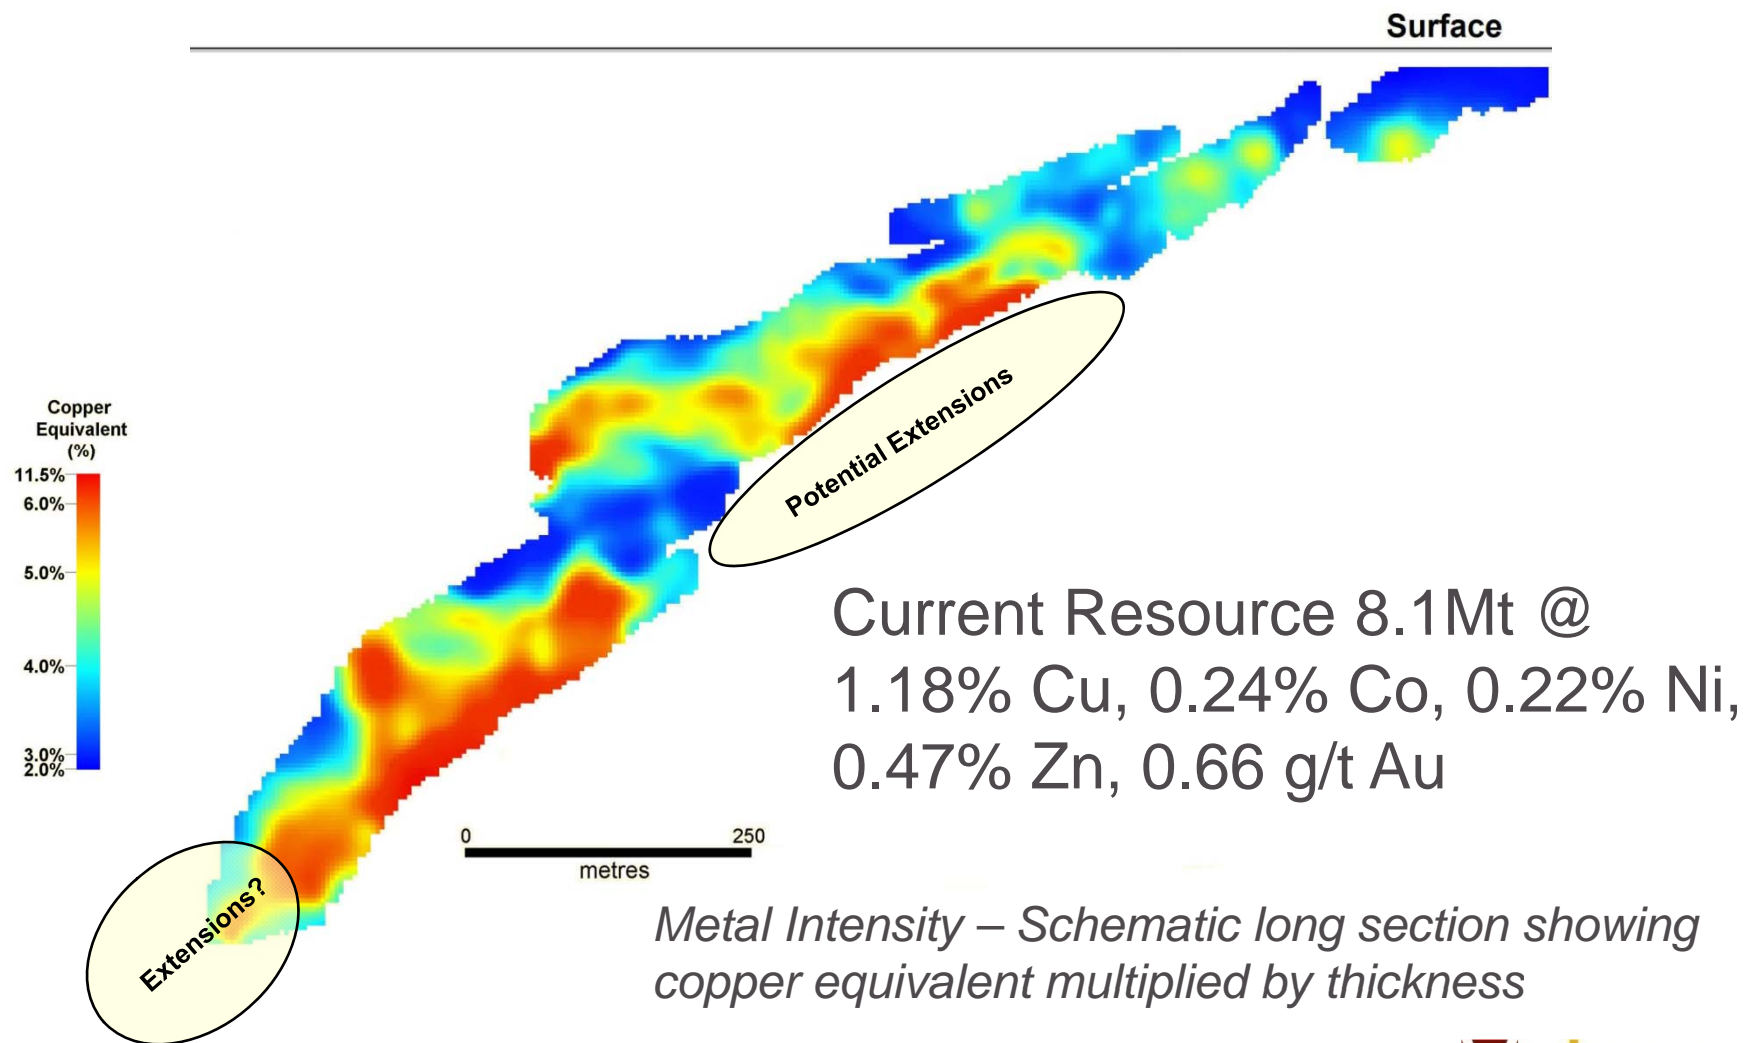 Surface
Copper
Equivalent
(%)
11.5%
6.0%
5.0%
4.0%
3.0%
2.0%
Potential Extensions
Current Resource 8.1Mt @
1.18% Cu, 0.24% Co, 0.22% Ni,
0.47% Zn, 0.66 g/t Au
0 250
metres
Extensions?
Metal Intensity – Schematic long section showing
copper equivalent multiplied by thickness